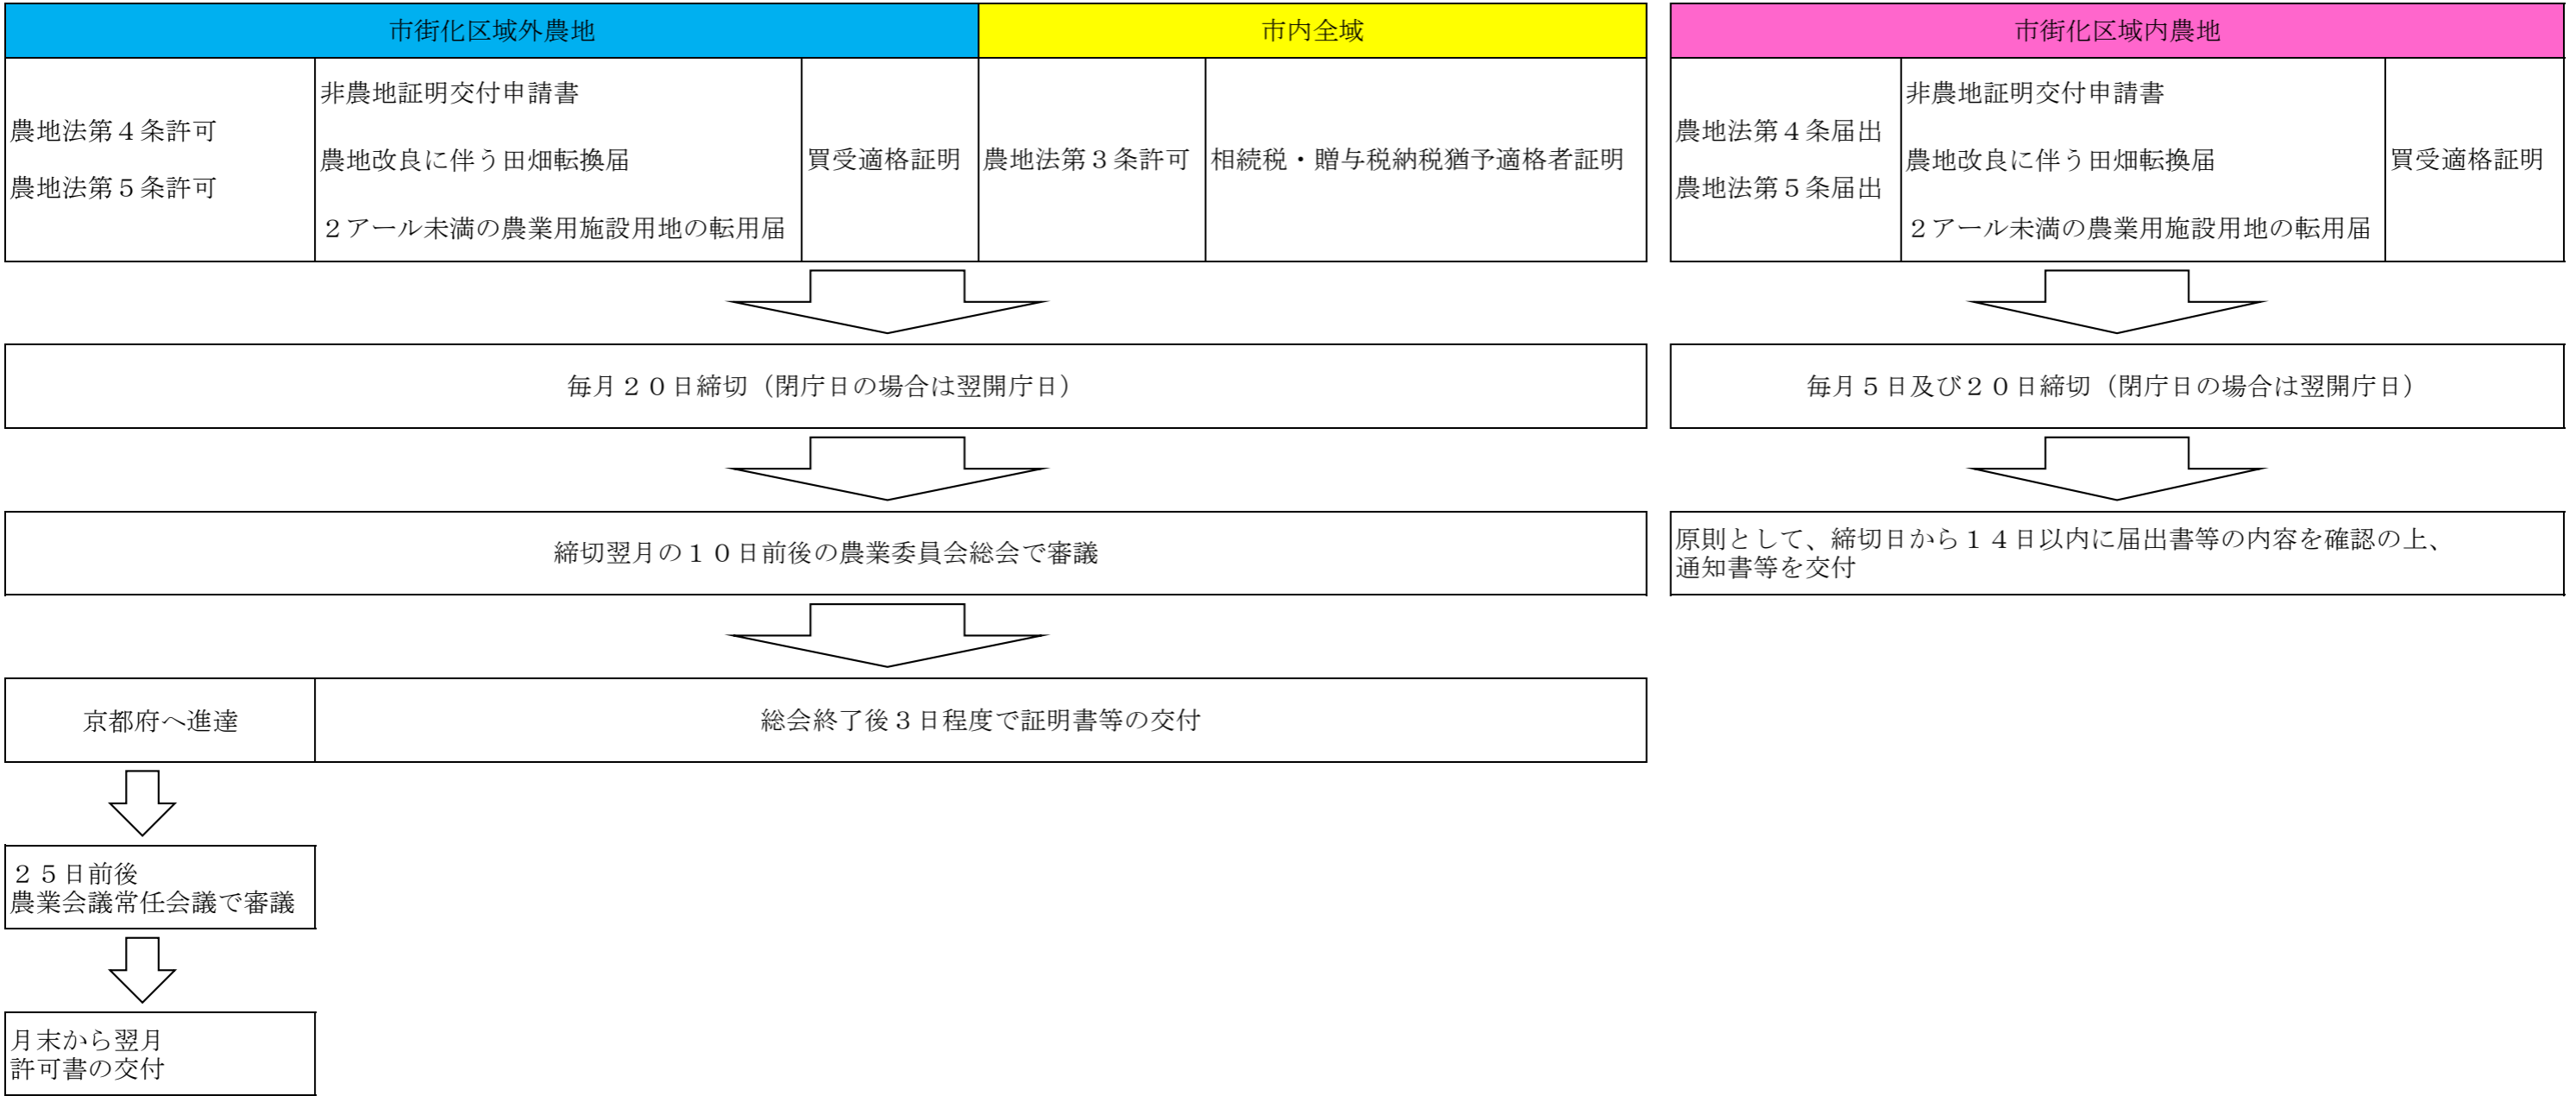 市街化区域外農地
市内全域
市街化区域内農地
農地法第４条許可
農地法第５条許可
非農地証明交付申請書
農地改良に伴う田畑転換届
２アール未満の農業用施設用地の転用届
買受適格証明
農地法第３条許可
相続税・贈与税納税猶予適格者証明
農地法第４条届出
農地法第５条届出
非農地証明交付申請書
農地改良に伴う田畑転換届
２アール未満の農業用施設用地の転用届
買受適格証明
毎月２０日締切（閉庁日の場合は翌開庁日）
毎月５日及び２０日締切（閉庁日の場合は翌開庁日）
締切翌月の１０日前後の農業委員会総会で審議
原則として、締切日から１４日以内に届出書等の内容を確認の上、
通知書等を交付
京都府へ進達
総会終了後３日程度で証明書等の交付
２５日前後
農業会議常任会議で審議
月末から翌月
許可書の交付